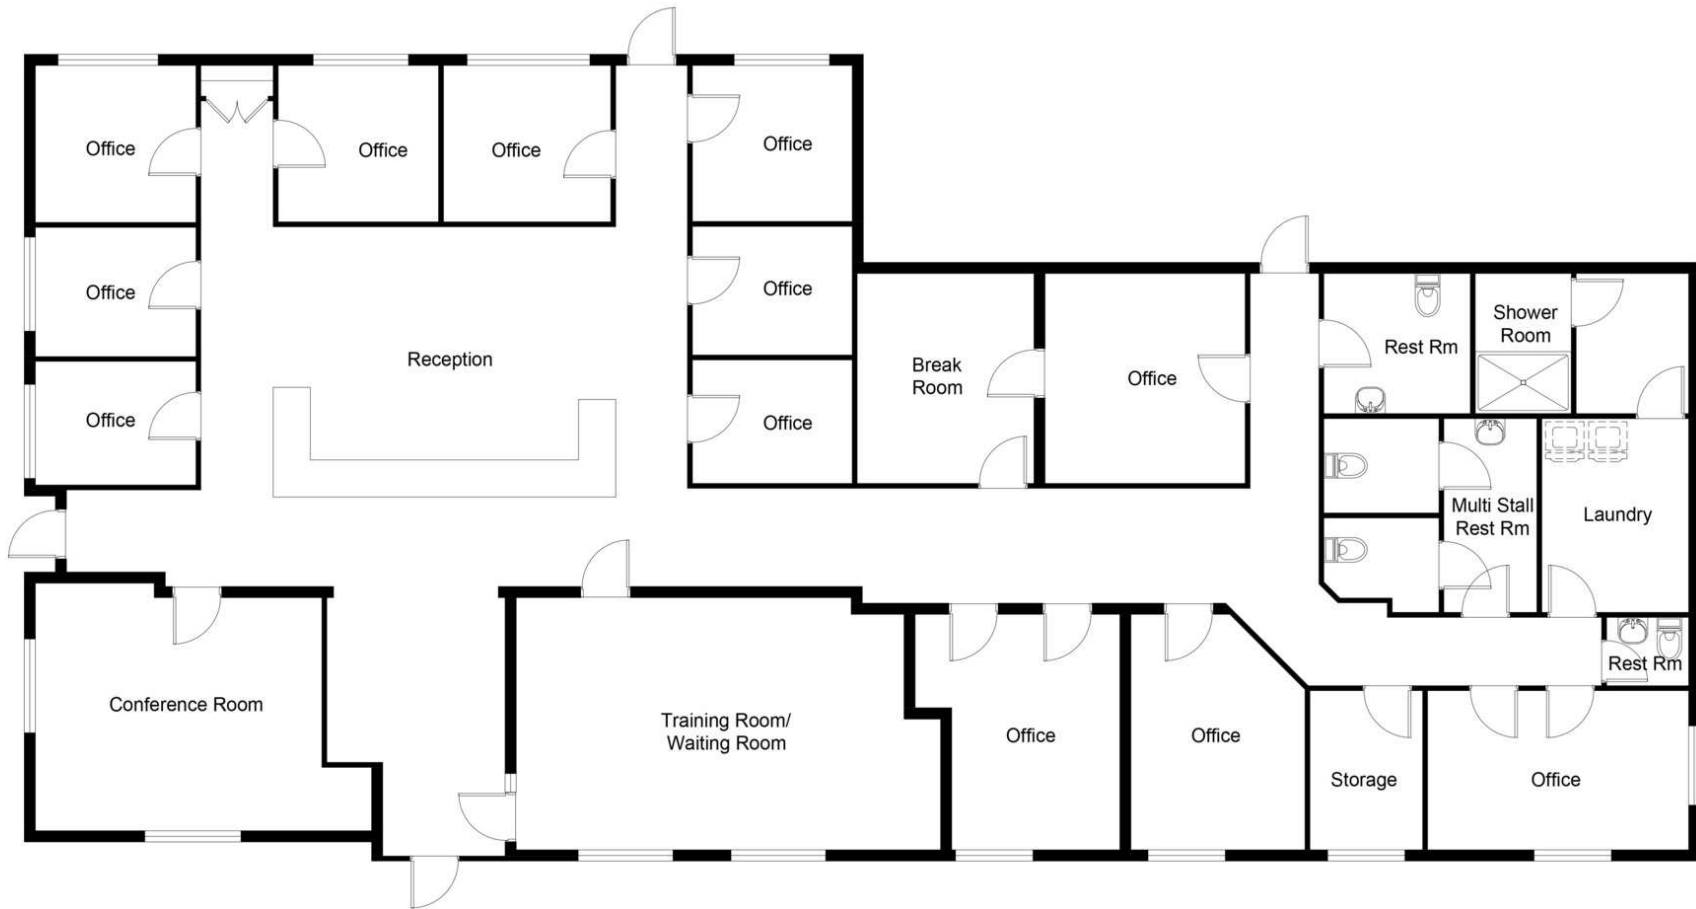 Office
Office
Office
Office
Office
Office
Office
Office
Office
Reception
Break
Room
Office
Rest Rm
Shower
Room
Multi Stall
Rest Rm
Laundry
Rest Rm
Conference Room
Training Room/
Waiting Room
Office
Office
Storage
Office